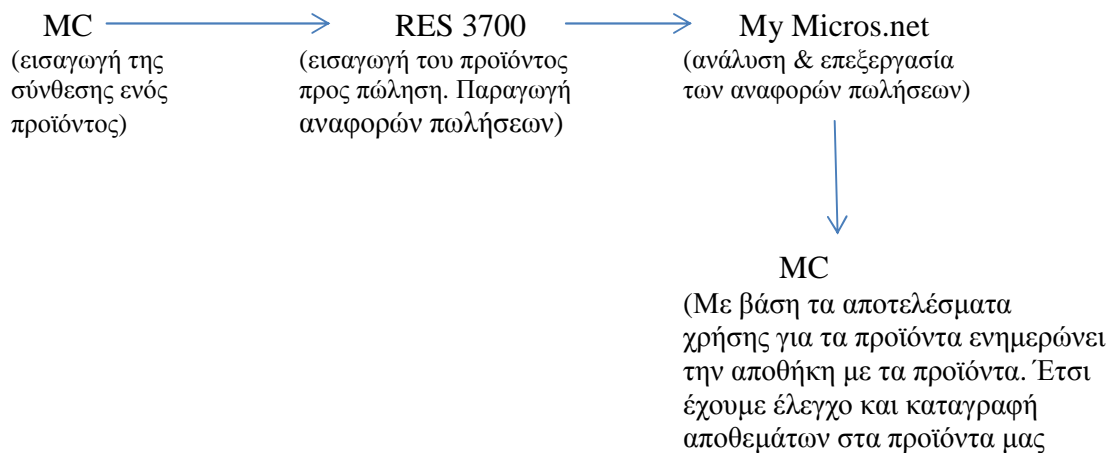 MC
(εισαγωγή της
σύνθεσης ενός
προϊόντος)
RES 3700
(εισαγωγή του προϊόντος
προς πώληση. Παραγωγή
αναφορών πωλήσεων)
My Micros.net
(ανάλυση & επεξεργασία
των αναφορών πωλήσεων)
MC
(Με βάση τα αποτελέσματα
χρήσης για τα προϊόντα ενημερώνει
την αποθήκη με τα προϊόντα. Έτσι
έχουμε έλεγχο και καταγραφή
αποθεμάτων στα προϊόντα μας